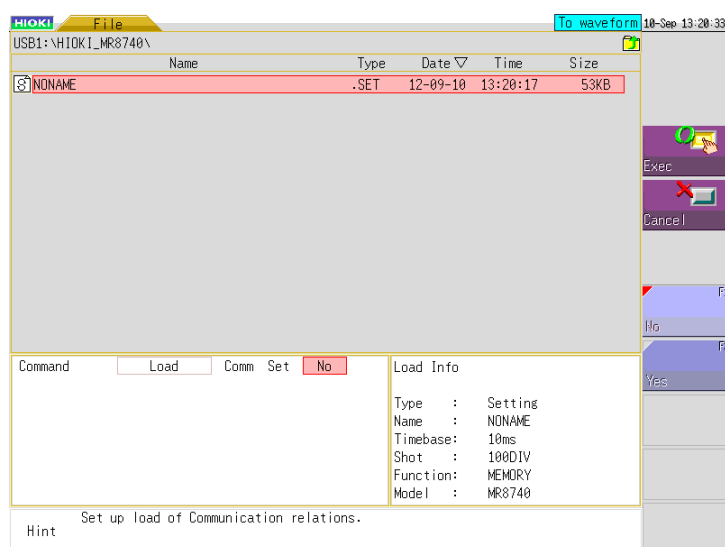 HIOKI File To waveform 10-Sep 13:20:33
USB1:\HIOKI_MR8740\
Name Type Date▽ Time Size
S NONAME .SET 12-09-10 13:20:17 53KB
Exec
Cancel
F
No
F
Yes
Command Load Comm Set No
Load Info
Type : Setting
Name : NONAME
Timebase: 10ms
Shot : 100DIV
Function: MEMORY
Model : MR8740
Set up load of Communication relations.
Hint